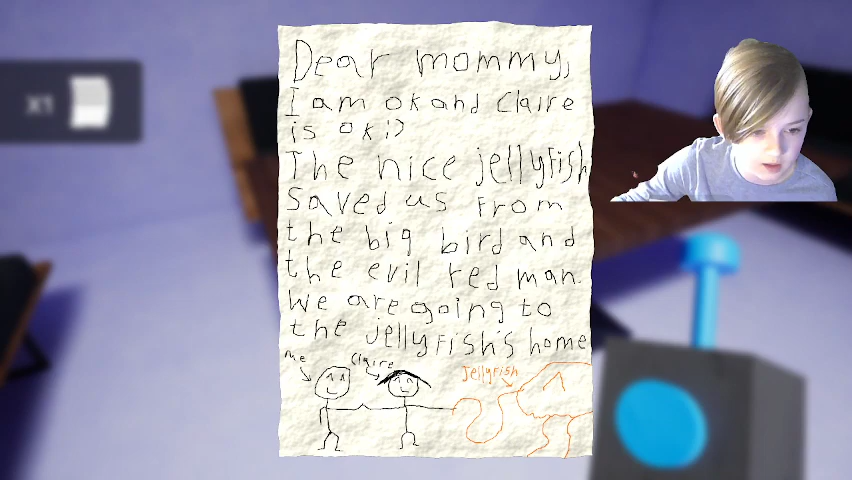 X1
Dear mommy,
I am ok and Claire
is ok!?
The nice jellyfish
saved us from
the big bird and
the evil red man.
We are going to
the jellyfish's home
me
Claire
Jellyfish